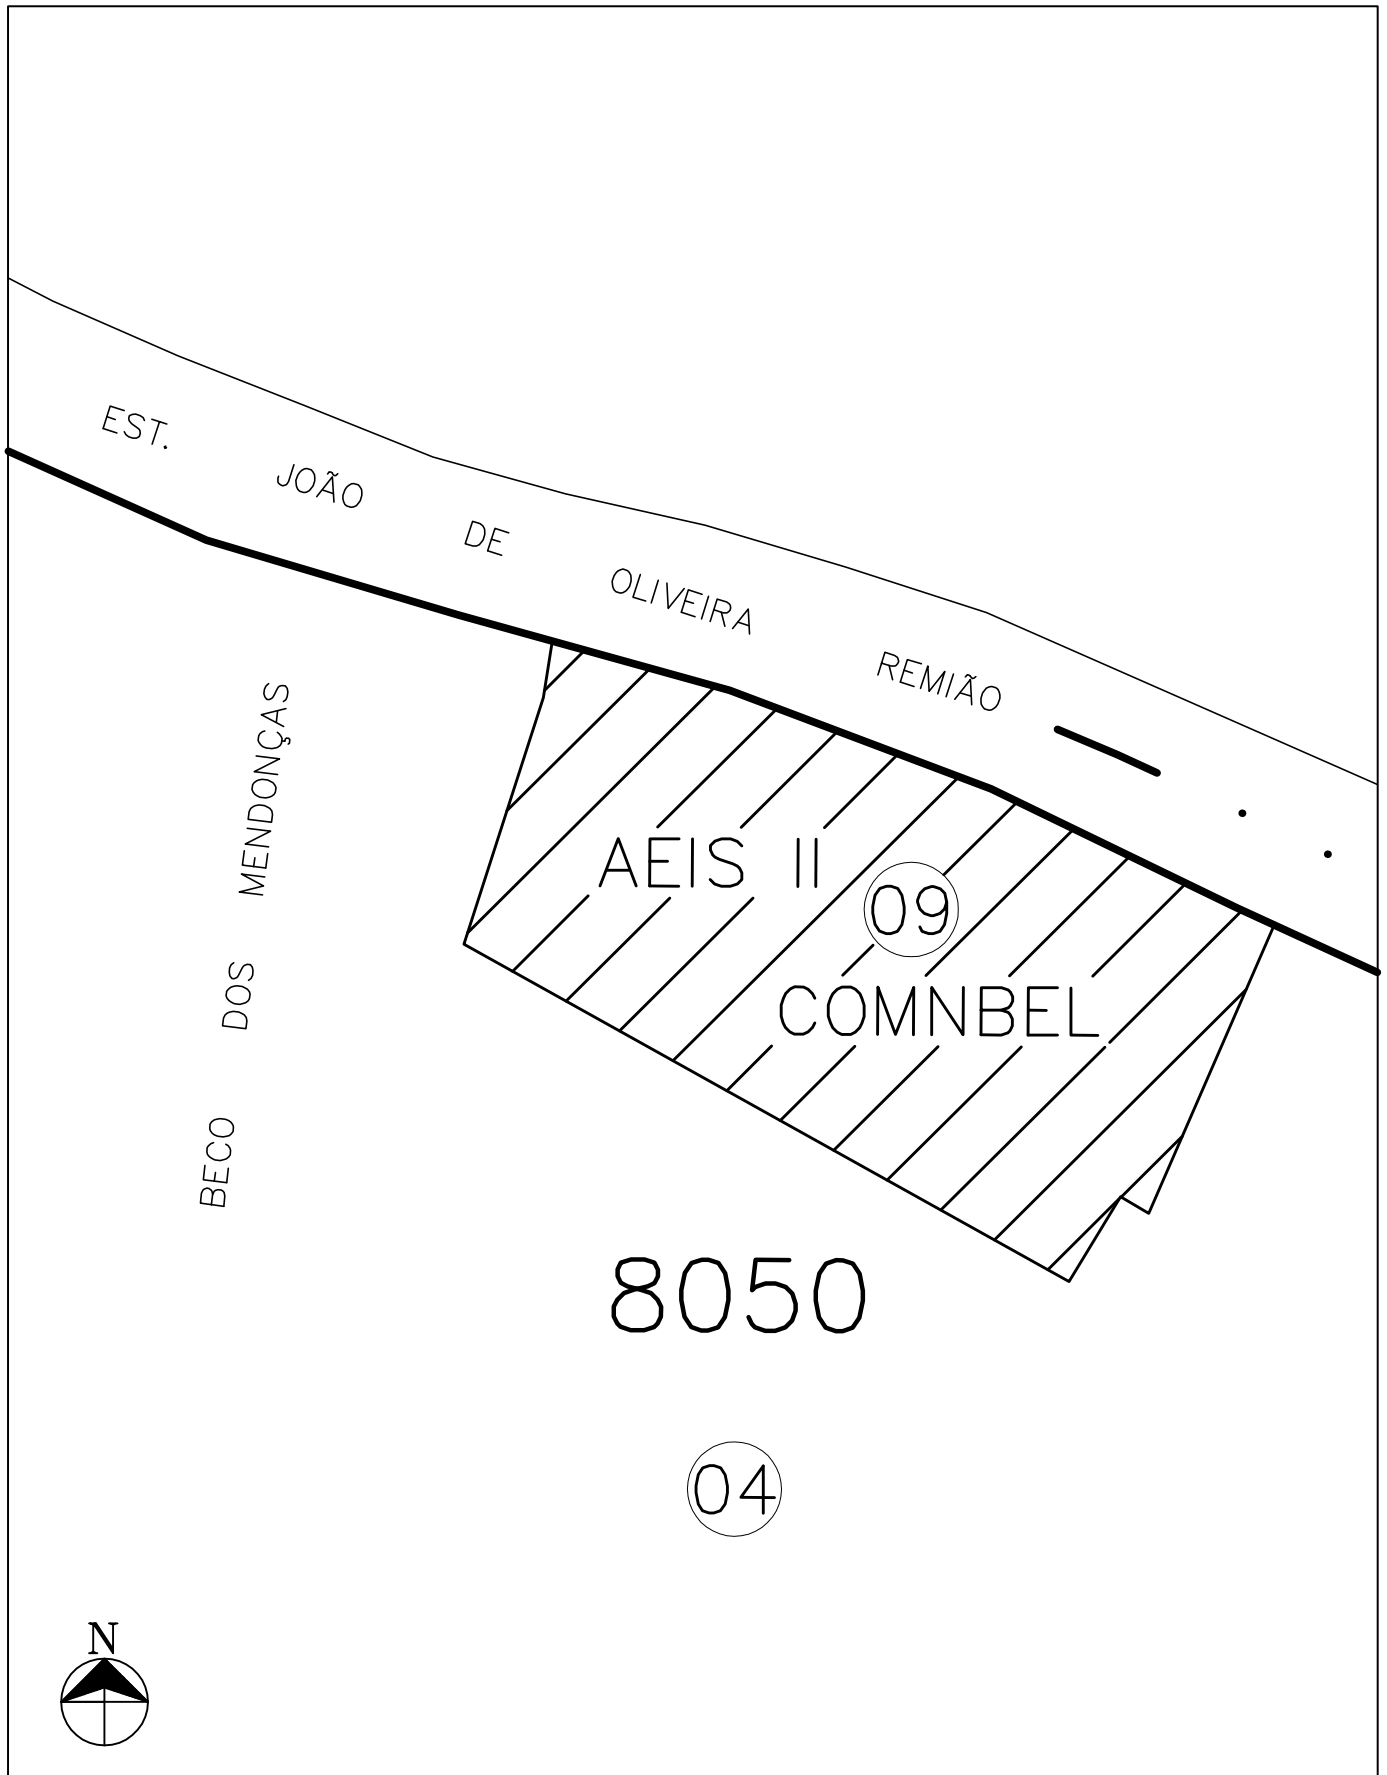 EST. JOÃO DE OLIVEIRA REMIÃO
BECO DOS MENDONÇAS
AEIS II
09
COMNBEL
8050
04
N